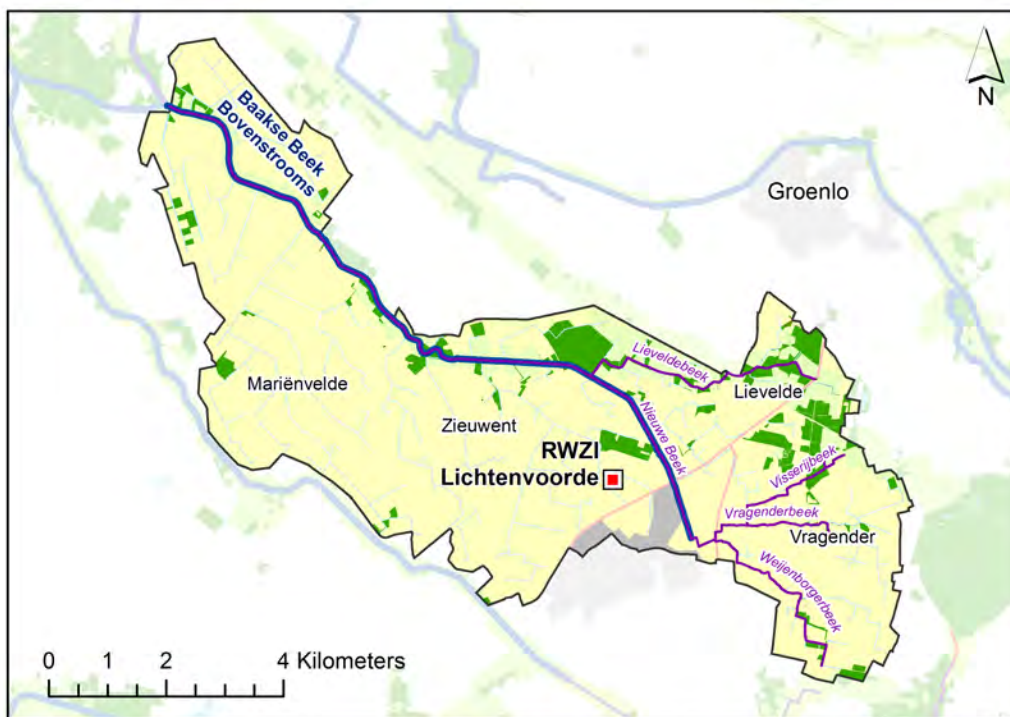 N
Baakse Beek
Bovenstrooms
Groenlo
Lieveldebeek
Mariënvelde
Lievelde
Zieuwent
Nieuwe Beek
RWZI
Lichtenvoorde
Visserijbeek
Vragenderbeek
Vragender
Weijenborgerbeek
0 1 2 4 Kilometers